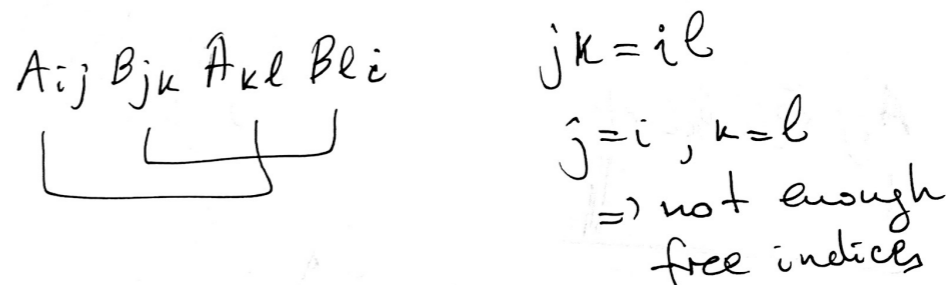 Aij Bjk Akl Bli
jk = il
j = i , k = l
=> not enough
free indices